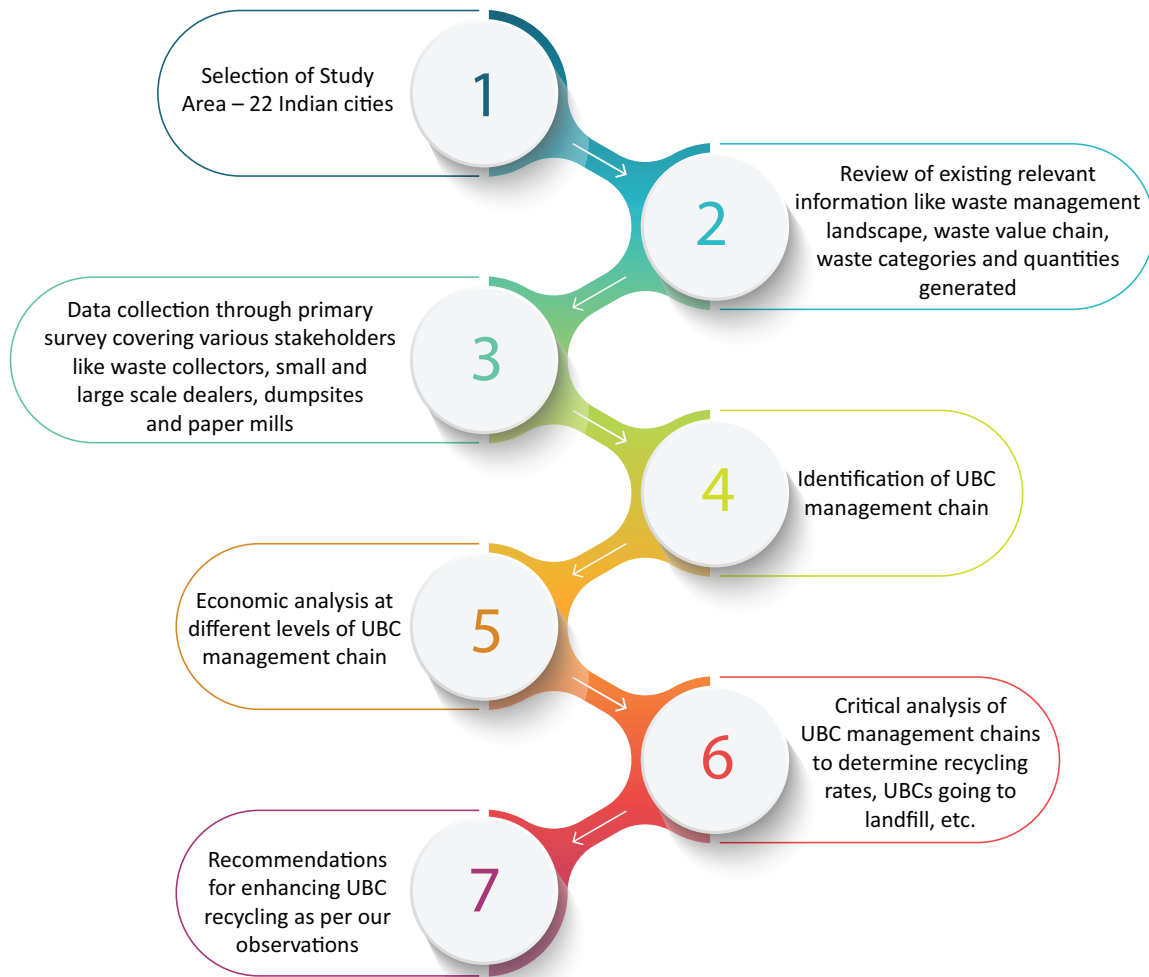 1
Selection of Study
Area – 22 Indian cities
2
Review of existing relevant
information like waste management
landscape, waste value chain,
waste categories and quantities
generated
3
Data collection through primary
survey covering various stakeholders
like waste collectors, small and
large scale dealers, dumpsites
and paper mills
4
Identification of UBC
management chain
5
Economic analysis at
different levels of UBC
management chain
6
Critical analysis of
UBC management chains
to determine recycling
rates, UBCs going to
landfill, etc.
7
Recommendations
for enhancing UBC
recycling as per our
observations